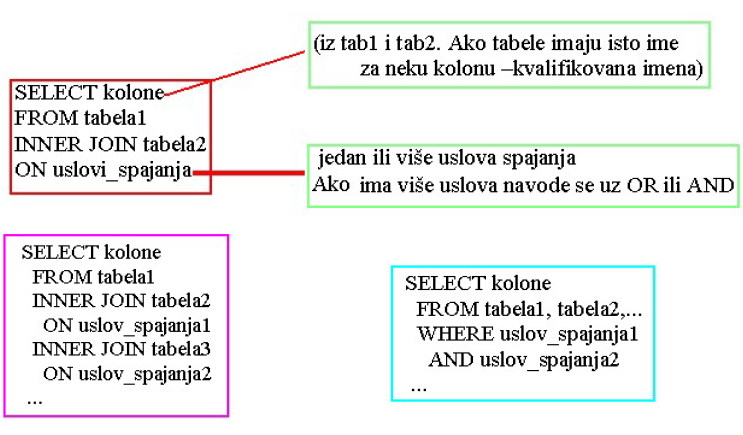 (iz tab1 i tab2. Ako tabele imaju isto ime
za neku kolonu –kvalifikovana imena)
SELECT kolone
FROM tabela1
INNER JOIN tabela2
ON uslovi_spajanja
jedan ili više uslova spajanja
Ako ima više uslova navode se uz OR ili AND
SELECT kolone
FROM tabela1
INNER JOIN tabela2
ON uslov_spajanja1
INNER JOIN tabela3
ON uslov_spajanja2
...
SELECT kolone
FROM tabela1, tabela2,...
WHERE uslov_spajanja1
AND uslov_spajanja2
...